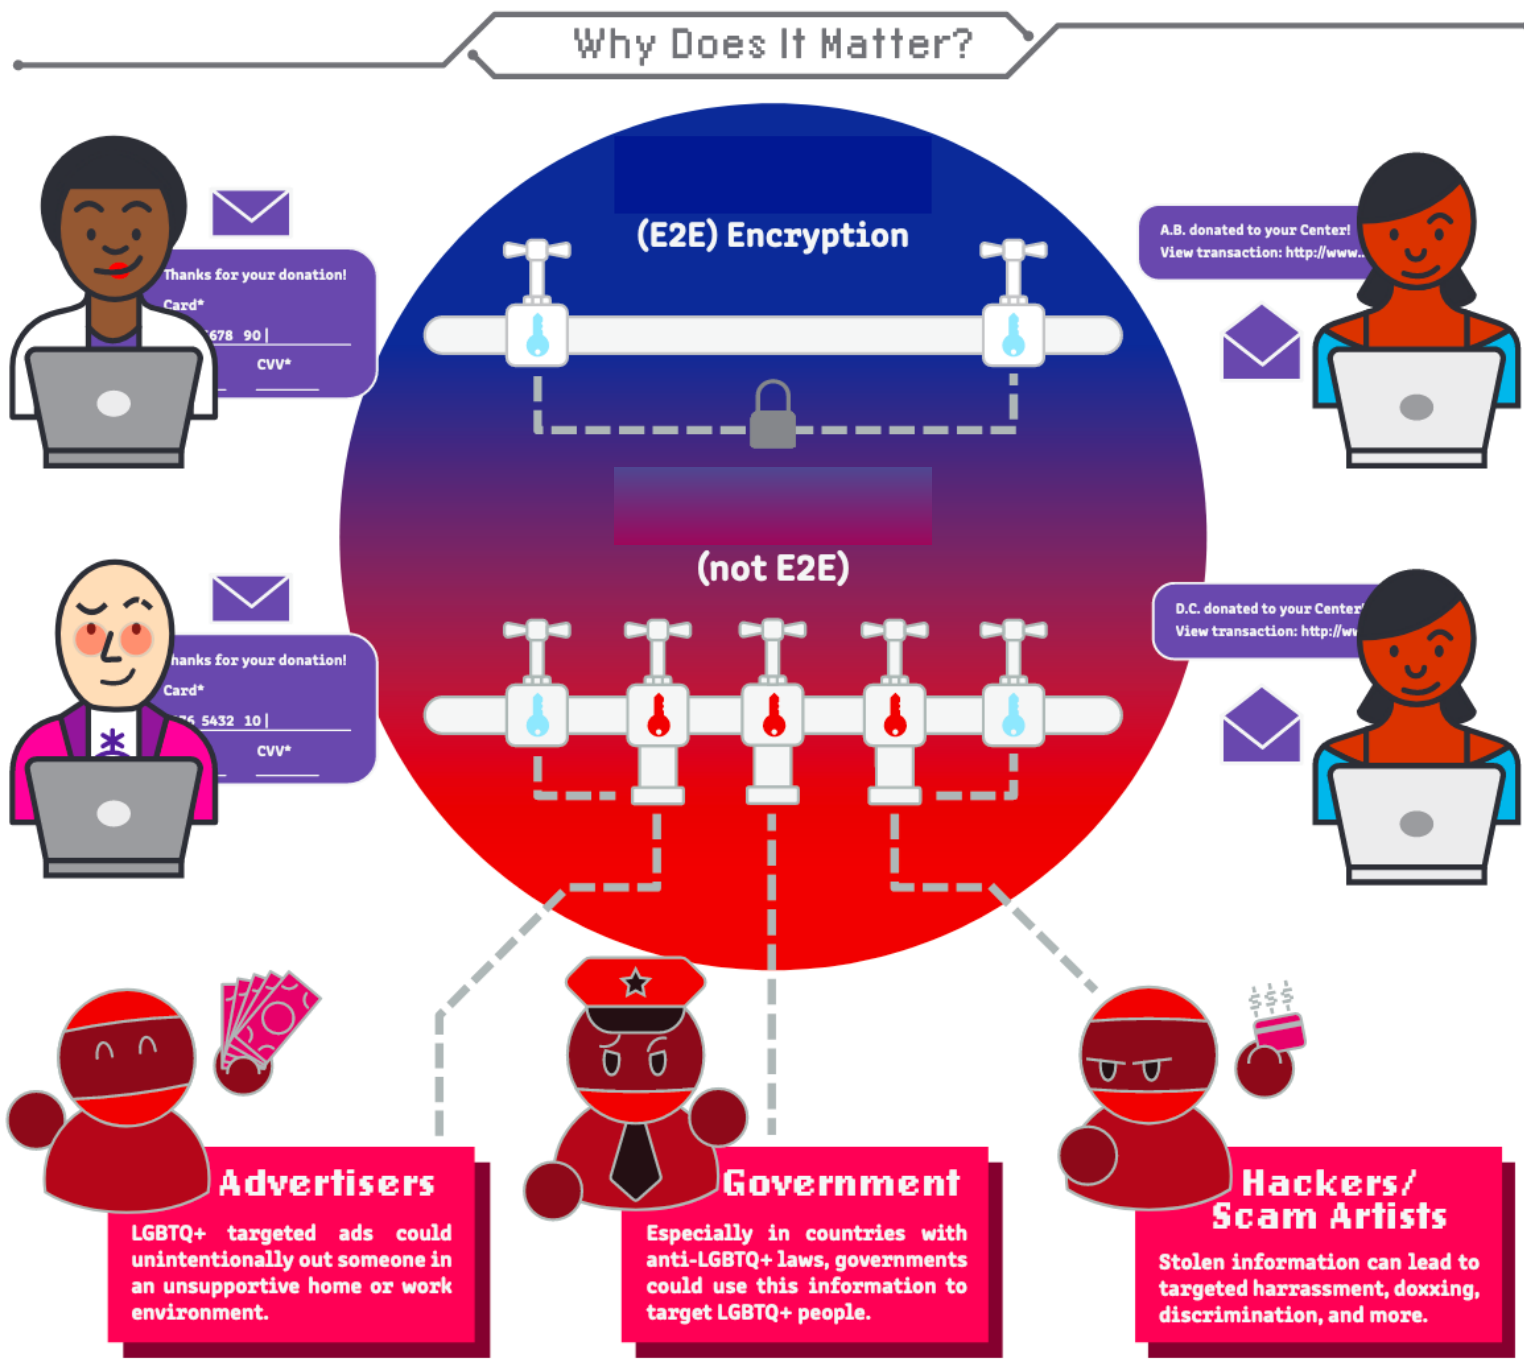 Why Does It Matter?
(E2E) Encryption
Thanks for your donation!
Card*
678 90|
CVV*
A.B. donated to your Center!
View transaction: http://www..
(not E2E)
hanks for your donation!
Card*
76 5432 10|
CVV*
D.C. donated to your Center!
View transaction: http://ww
Advertisers
LGBTQ+ targeted ads could
unintentionally out someone in
an unsupportive home or work
environment.
Government
Especially in countries with
anti-LGBTQ+ laws, governments
could use this information to
target LGBTQ+ people.
Hackers/
Scam Artists
Stolen information can lead to
targeted harrassment, doxxing,
discrimination, and more.
$$$